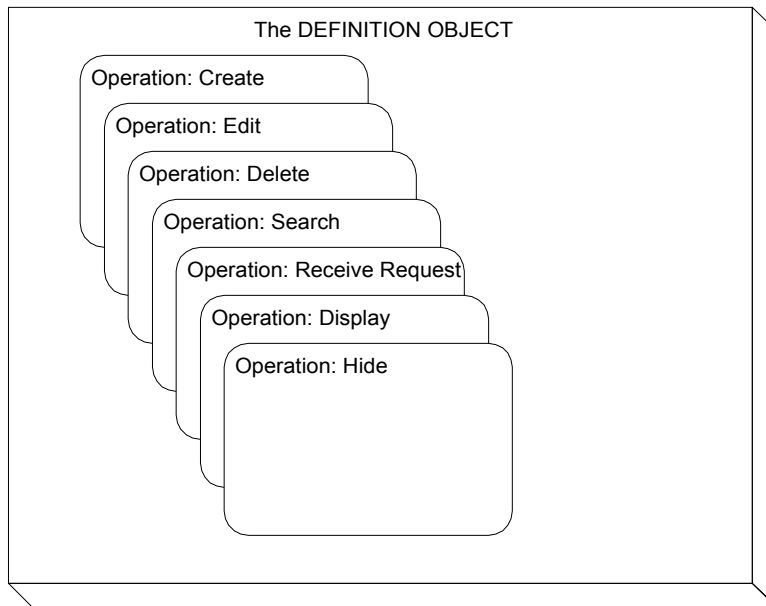 The DEFINITION OBJECT
Operation: Create
Operation: Edit
Operation: Delete
Operation: Search
Operation: Receive Request
Operation: Display
Operation: Hide